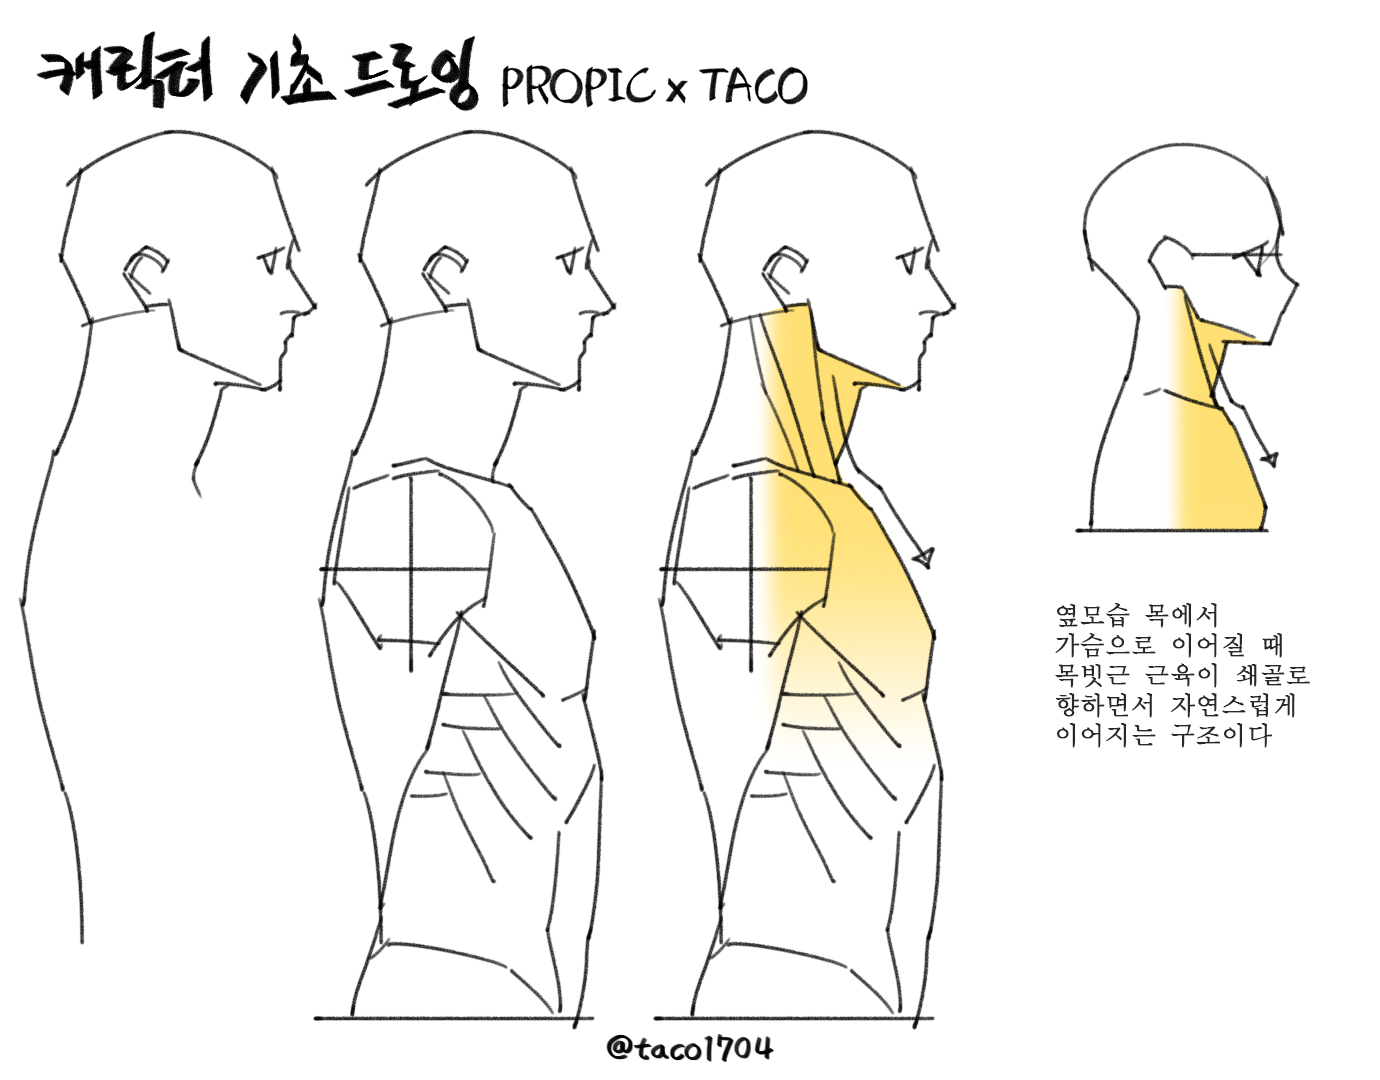 캐릭터 기초 드로잉 PROPIC x TACO
옆모습 목에서
가슴으로 이어질 때
목빗근 근육이 쇄골로
향하면서 자연스럽게
이어지는 구조이다
@taco1704